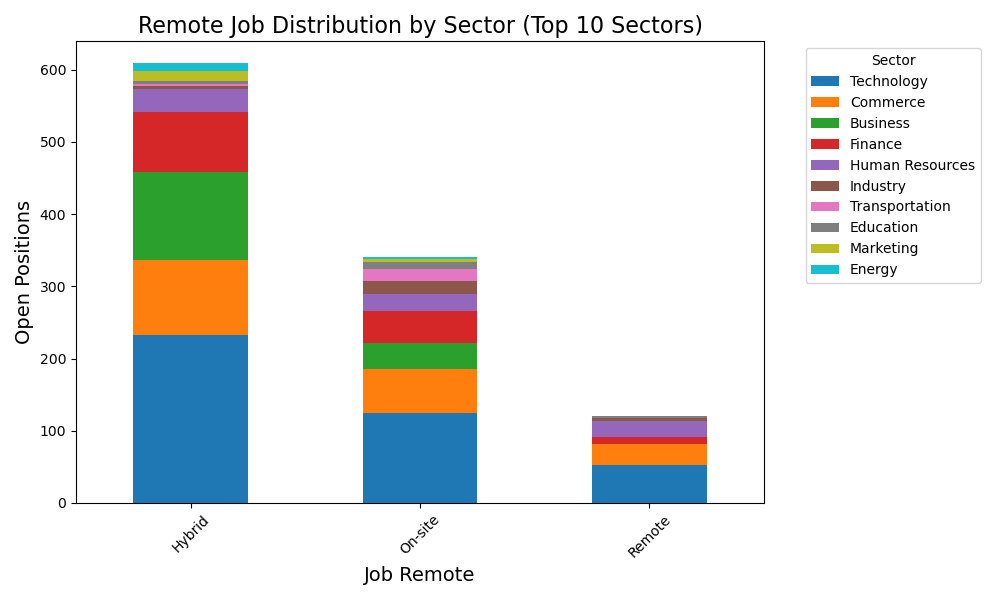 Remote Job Distribution by Sector (Top 10 Sectors)
Open Positions
600
500
400
300
200
100
0
Hybrid
On-site
Remote
Job Remote
Sector
Technology
Commerce
Business
Finance
Human Resources
Industry
Transportation
Education
Marketing
Energy